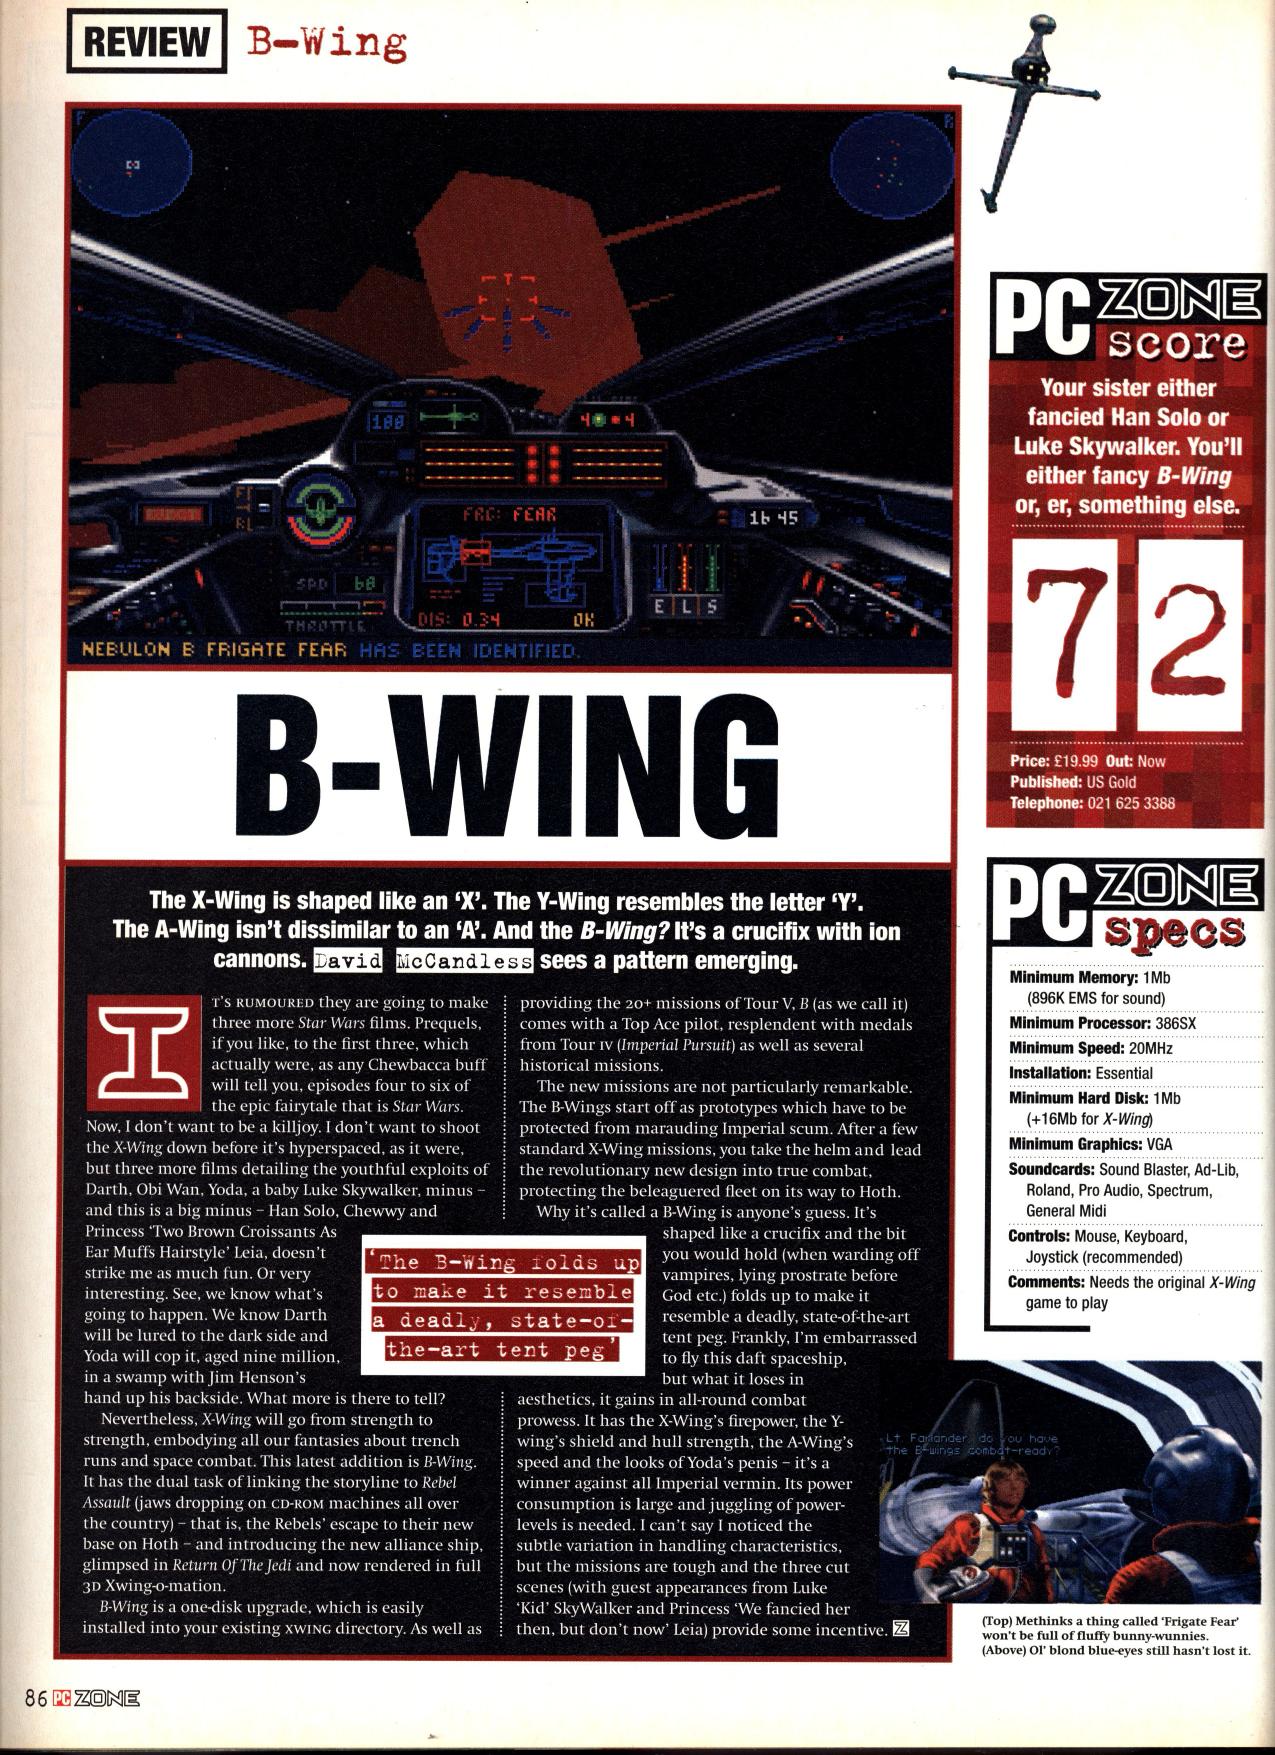 REVIEW B-Wing
F
R
100
4 4
FRG: FEAR
16 45
SPD 60
THROTTLE
DIS: 0.34 OK
E L S
NEBULON B FRIGATE FEAR HAS BEEN IDENTIFIED.
B-WING
The X-Wing is shaped like an ‘X’. The Y-Wing resembles the letter ‘Y’.
The A-Wing isn’t dissimilar to an ‘A’. And the B-Wing? It’s a crucifix with ion
cannons. David McCandless sees a pattern emerging.
IT’S RUMOURED they are going to make
three more Star Wars films. Prequels,
if you like, to the first three, which
actually were, as any Chewbacca buff
will tell you, episodes four to six of
the epic fairytale that is Star Wars.
Now, I don’t want to be a killjoy. I don’t want to shoot
the X-Wing down before it’s hyperspaced, as it were,
but three more films detailing the youthful exploits of
Darth, Obi Wan, Yoda, a baby Luke Skywalker, minus –
and this is a big minus – Han Solo, Chewwy and
Princess ‘Two Brown Croissants As
Ear Muffs Hairstyle’ Leia, doesn’t
strike me as much fun. Or very
interesting. See, we know what’s
going to happen. We know Darth
will be lured to the dark side and
Yoda will cop it, aged nine million,
in a swamp with Jim Henson’s
hand up his backside. What more is there to tell?
Nevertheless, X-Wing will go from strength to
strength, embodying all our fantasies about trench
runs and space combat. This latest addition is B-Wing.
It has the dual task of linking the storyline to Rebel
Assault (jaws dropping on CD-ROM machines all over
the country) – that is, the Rebels’ escape to their new
base on Hoth – and introducing the new alliance ship,
glimpsed in Return Of The Jedi and now rendered in full
3D Xwing-o-mation.
B-Wing is a one-disk upgrade, which is easily
installed into your existing XWING directory. As well as
‘The B-Wing folds up
to make it resemble
a deadly, state-of-
the-art tent peg’
providing the 20+ missions of Tour V, B (as we call it)
comes with a Top Ace pilot, resplendent with medals
from Tour IV (Imperial Pursuit) as well as several
historical missions.
The new missions are not particularly remarkable.
The B-Wings start off as prototypes which have to be
protected from marauding Imperial scum. After a few
standard X-Wing missions, you take the helm and lead
the revolutionary new design into true combat,
protecting the beleaguered fleet on its way to Hoth.
Why it’s called a B-Wing is anyone’s guess. It’s
shaped like a crucifix and the bit
you would hold (when warding off
vampires, lying prostrate before
God etc.) folds up to make it
resemble a deadly, state-of-the-art
tent peg. Frankly, I’m embarrassed
to fly this daft spaceship,
but what it loses in
aesthetics, it gains in all-round combat
prowess. It has the X-Wing’s firepower, the Y-
wing’s shield and hull strength, the A-Wing’s
speed and the looks of Yoda’s penis – it’s a
winner against all Imperial vermin. Its power
consumption is large and juggling of power-
levels is needed. I can’t say I noticed the
subtle variation in handling characteristics,
but the missions are tough and the three cut
scenes (with guest appearances from Luke
‘Kid’ SkyWalker and Princess ‘We fancied her
then, but don’t now’ Leia) provide some incentive. Z
PC ZONE
score
Your sister either
fancied Han Solo or
Luke Skywalker. You’ll
either fancy B-Wing
or, er, something else.
72
Price: £19.99 Out: Now
Published: US Gold
Telephone: 021 625 3388
PC ZONE
specs
Minimum Memory: 1Mb
(896K EMS for sound)
Minimum Processor: 386SX
Minimum Speed: 20MHz
Installation: Essential
Minimum Hard Disk: 1Mb
(+16Mb for X-Wing)
Minimum Graphics: VGA
Soundcards: Sound Blaster, Ad-Lib,
Roland, Pro Audio, Spectrum,
General Midi
Controls: Mouse, Keyboard,
Joystick (recommended)
Comments: Needs the original X-Wing
game to play
Lt. Farlander, do you have
the B-wings combat-ready?
(Top) Methinks a thing called ‘Frigate Fear’
won’t be full of fluffy bunny-wunnies.
(Above) Ol’ blond blue-eyes still hasn’t lost it.
86 PC ZONE